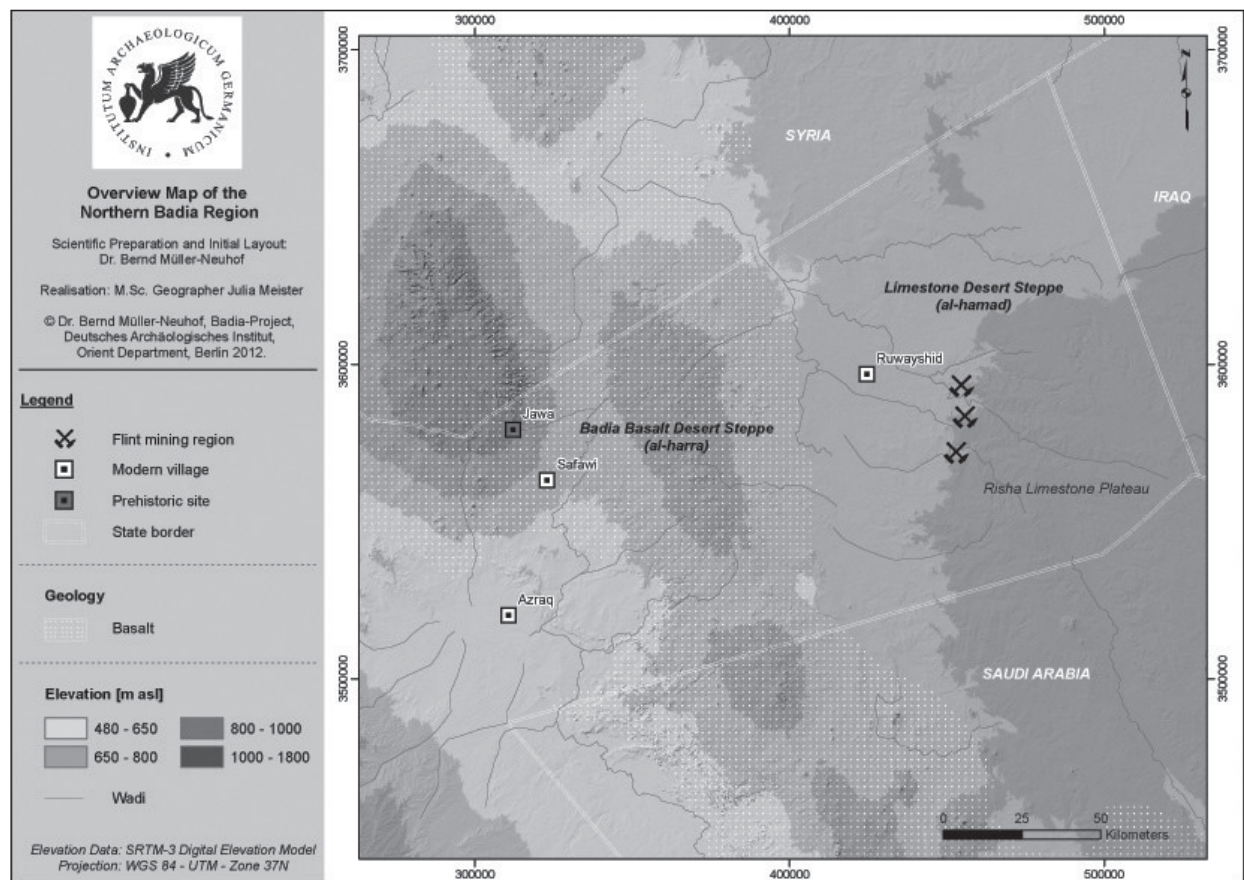 INSTITUTUM ARCHAEOLOGICUM GERMANICUM
Overview Map of the
Northern Badia Region
Scientific Preparation and Initial Layout:
Dr. Bernd Müller-Neuhof
Realisation: M.Sc. Geographer Julia Meister
© Dr. Bernd Müller-Neuhof, Badia-Project,
Deutsches Archäologisches Institut,
Orient Department, Berlin 2012.
Legend
Flint mining region
Modern village
Prehistoric site
State border
Geology
Basalt
Elevation [m asl]
480 - 650
800 - 1000
650 - 800
1000 - 1800
Wadi
Elevation Data: SRTM-3 Digital Elevation Model
Projection: WGS 84 - UTM - Zone 37N
300000
400000
500000
3700000
3700000
N
SYRIA
IRAQ
Limestone Desert Steppe
(al-hamad)
3600000
Ruwayshid
3600000
Jawa
Badia Basalt Desert Steppe
(al-harra)
Safawi
Risha Limestone Plateau
Azraq
SAUDI ARABIA
3500000
3500000
0
25
50
Kilometers
300000
400000
500000